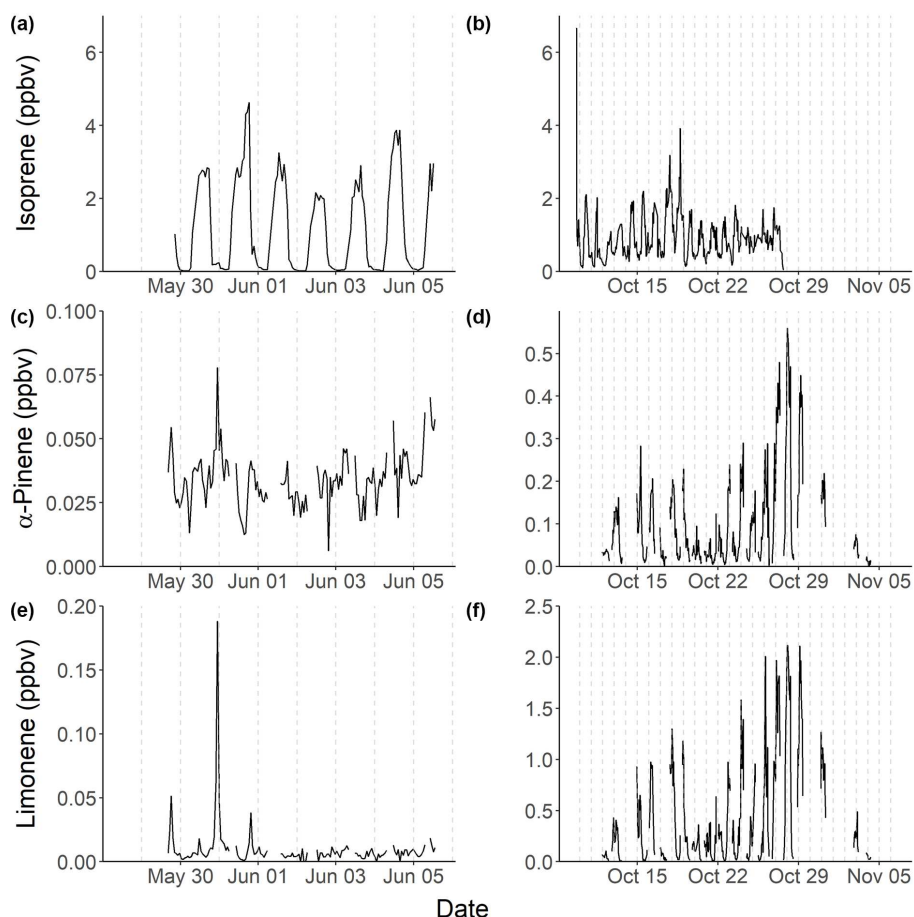 (a)
(b)
Isoprene (ppbv)
6
4
2
0
May 30 Jun 01 Jun 03 Jun 05
6
4
2
0
Oct 15 Oct 22 Oct 29 Nov 05
(c)
(d)
α-Pinene (ppbv)
0.100
0.075
0.050
0.025
0.000
May 30 Jun 01 Jun 03 Jun 05
0.5
0.4
0.3
0.2
0.1
0.0
Oct 15 Oct 22 Oct 29 Nov 05
(e)
(f)
Limonene (ppbv)
0.20
0.15
0.10
0.05
0.00
May 30 Jun 01 Jun 03 Jun 05
2.5
2.0
1.5
1.0
0.5
0.0
Oct 15 Oct 22 Oct 29 Nov 05
Date